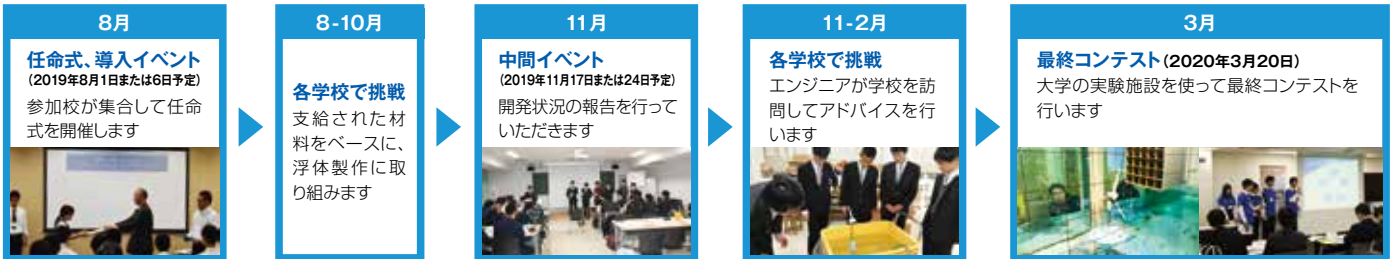 8月
任命式、導入イベント
(2019年8月1日または6日予定)
参加校が集合して任命
式を開催します
8-10月
各学校で挑戦
支給された材
料をベースに、
浮体製作に取
り組みます
11月
中間イベント
(2019年11月17日または24日予定)
開発状況の報告を行って
いただきます
11-2月
各学校で挑戦
エンジニアが学校を訪
問してアドバイスを行
います
3月
最終コンテスト(2020年3月20日)
大学の実験施設を使って最終コンテストを
行います